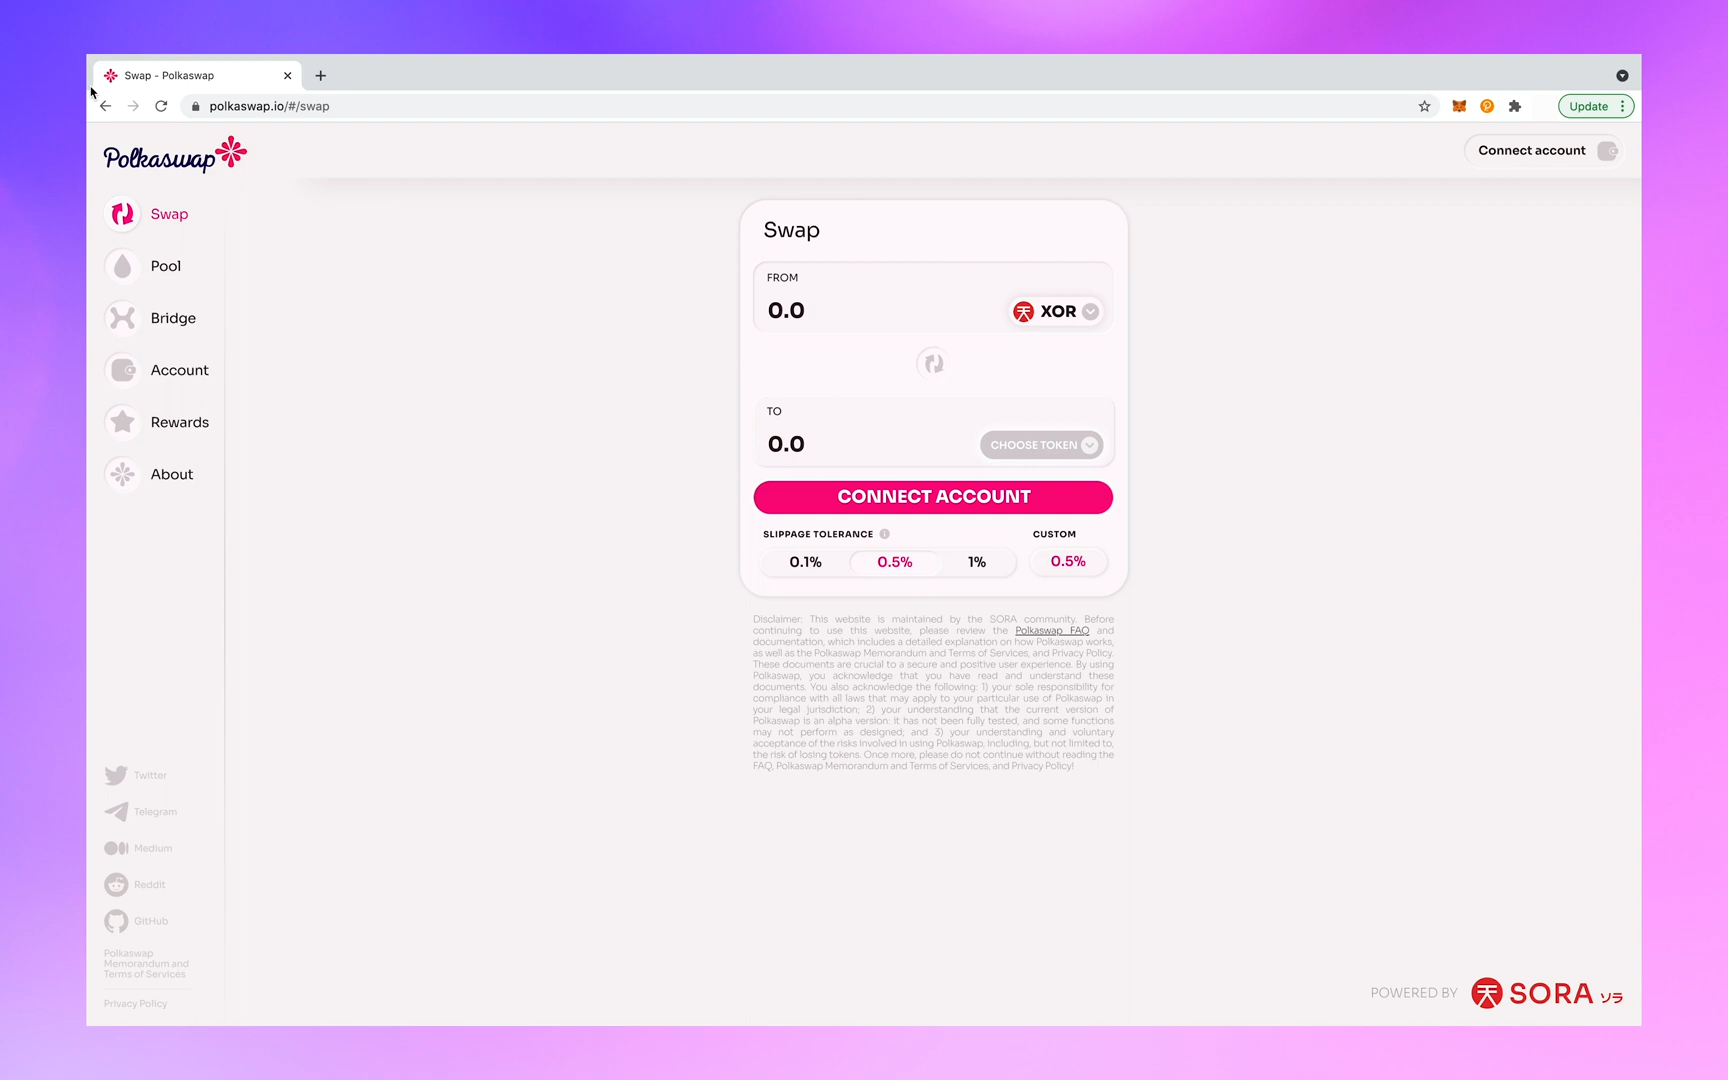 Swap - Polkaswap
polkaswap.io/#/swap
Update
Polkaswap
Connect account
Swap
Pool
Bridge
Account
Rewards
About
Swap
FROM
0.0
天 XOR
TO
0.0
CHOOSE TOKEN
CONNECT ACCOUNT
SLIPPAGE TOLERANCE
CUSTOM
0.1% 0.5% 1%
0.5%
Disclaimer: This website is maintained by the SORA community. Before
continuing to use this website, please review the Polkaswap FAQ and
documentation, which includes a detailed explanation on how Polkaswap works,
as well as the Polkaswap Memorandum and Terms of Services, and Privacy Policy.
These documents are crucial to a secure and positive user experience. By using
Polkaswap, you acknowledge that you have read and understand these
documents. You also acknowledge the following: 1) your sole responsibility for
compliance with all laws that may apply to your particular use of Polkaswap in
your legal jurisdiction; 2) your understanding that the current version of
Polkaswap is an alpha version: it has not been fully tested, and some functions
may not perform as designed; and 3) your understanding and voluntary
acceptance of the risks involved in using Polkaswap, including, but not limited to,
the risk of losing tokens. Once more, please do not continue without reading the
FAQ, Polkaswap Memorandum and Terms of Services, and Privacy Policy!
Twitter
Telegram
Medium
Reddit
GitHub
Polkaswap
Memorandum and
Terms of Services
Privacy Policy
POWERED BY 天 SORA ソラ